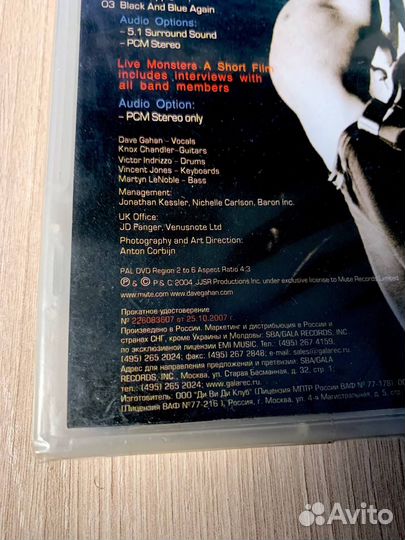 03 Black And Blue Again
Audio Options:
– 5.1 Surround Sound
– PCM Stereo
Live Monsters A Short Film
includes interviews with
all band members
Audio Option:
– PCM Stereo only
Dave Gahan – Vocals
Knox Chandler–Guitars
Victor Indrizzo – Drums
Vincent Jones – Keyboards
Martyn LeNoble – Bass
Management:
Jonathan Kessler, Nichelle Carlson, Baron Inc.
UK Office:
JD Fanger, Venusnote Ltd
Photography and Art Direction:
Anton Corbijn
PAL DVD Region 2 to 6 Aspect Ratio 4:3
Ⓟ & © P & C 2004 JJSR Productions Inc. under exclusive license to Mute Records Limited
www.mute.com www.davegahan.com
Прокатное удостоверение
№ 226083607 от 25.10.2007 г.
Произведено в России. Маркетинг и дистрибьюция в России и
странах СНГ, кроме Украины и Молдовы: SBA/GALA RECORDS, INC.,
по эксклюзивной лицензии EMI MUSIC. Тел.: (495) 267 4159,
(495) 265 2024; факс: (495) 267 2848; e-mail: sales@galarec.ru
Адрес для направления предложений и претензии: SBA/GALA
RECORDS, INC., Москва, ул. Старая Басманная, д. 32, стр. 1;
тел.: (495) 265 2024; www.galarec.ru
Изготовитель: ООО "Ди Ви Ди Клуб" (Лицензия МПТР России ВАФ № 77-178)
(Лицензия ВАФ №77-216 ), Россия, г. Москва, ул. 4-я Магистральная, д. 5, стр.
Avito